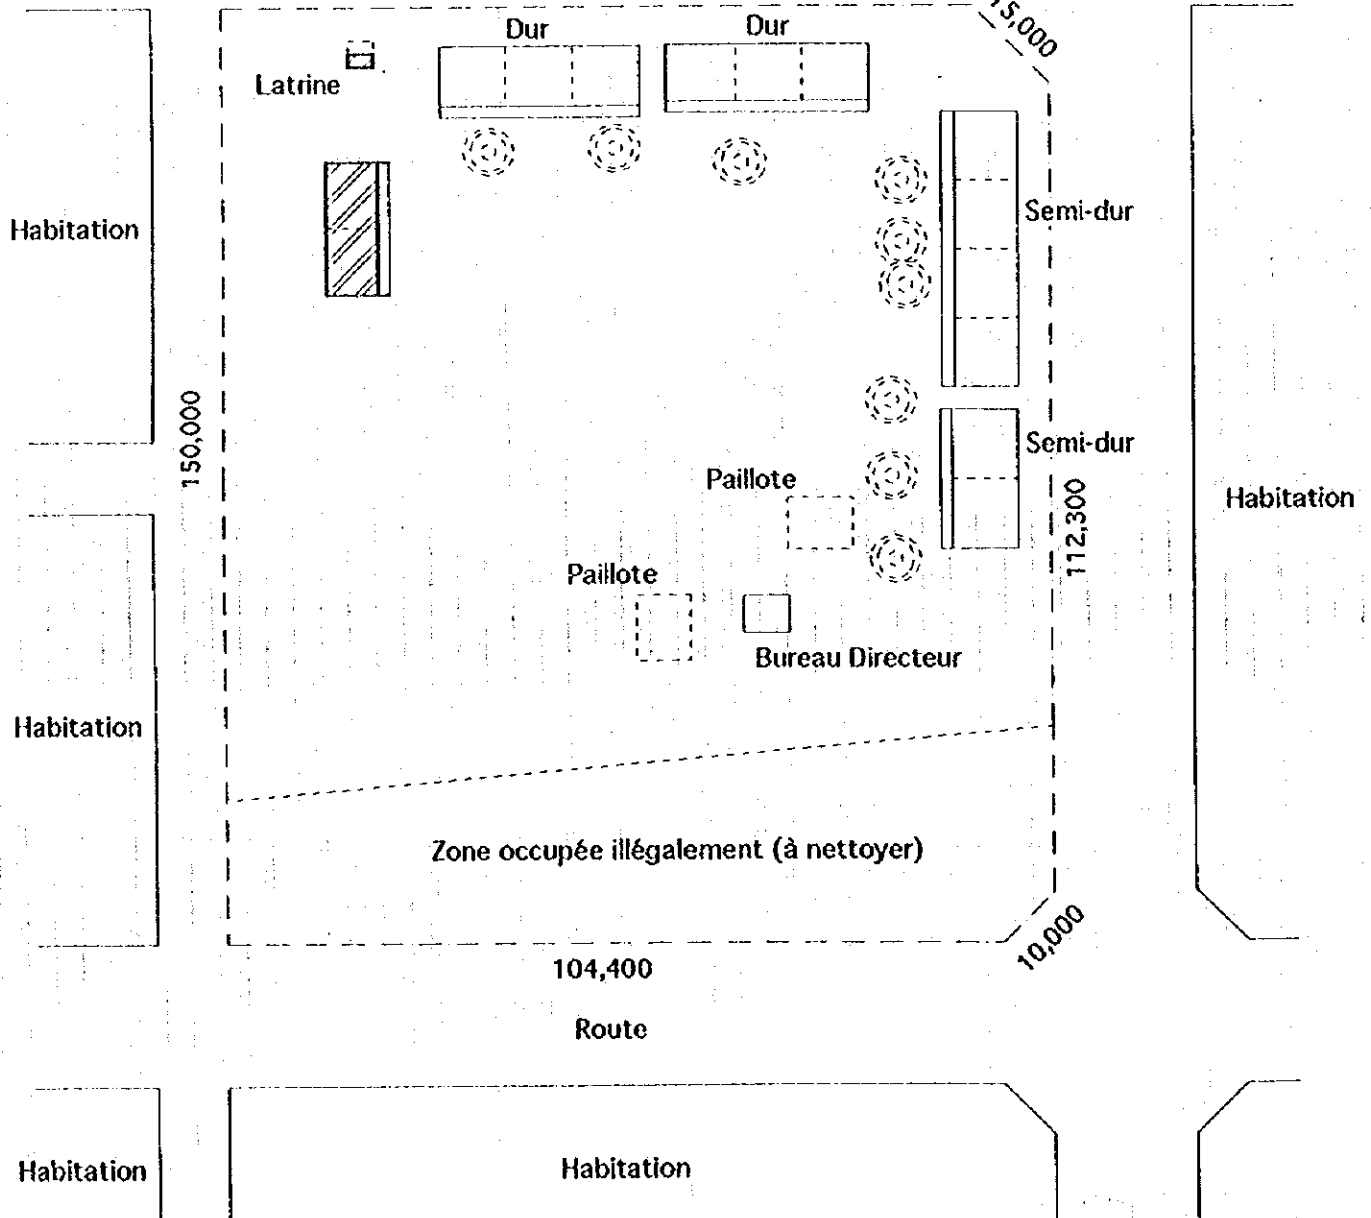 Dur
Dur
15,000
Latrine
Habitation
Semi-dur
150,000
Semi-dur
Paillote
112,300
Habitation
Paillote
Bureau Directeur
Habitation
Zone occupée illégalement (à nettoyer)
10,000
104,400
Route
Habitation
Habitation